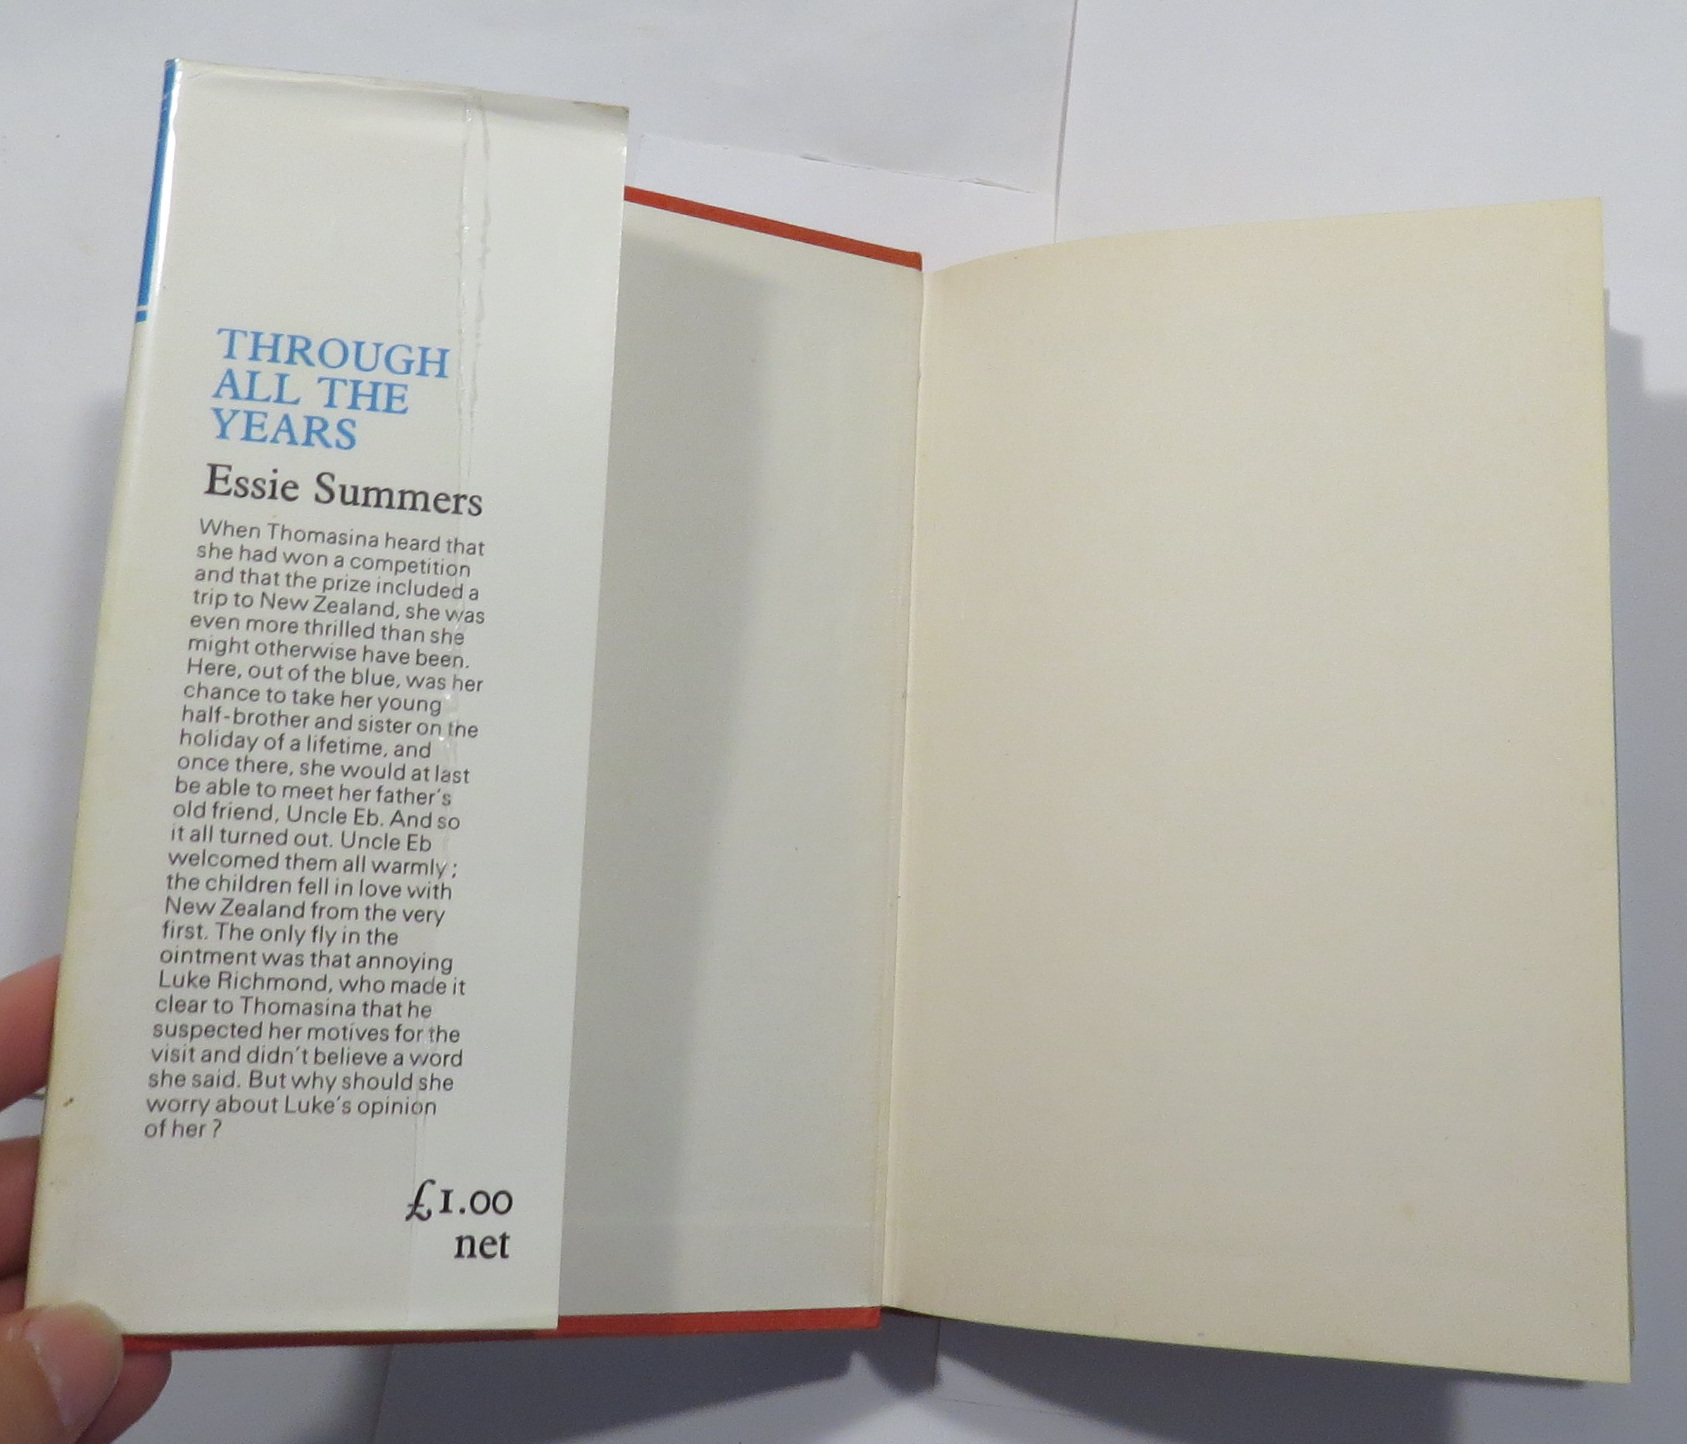 THROUGH
ALL THE
YEARS
Essie Summers
When Thomasina heard that
she had won a competition
and that the prize included a
trip to New Zealand, she was
even more thrilled than she
might otherwise have been.
Here, out of the blue, was her
chance to take her young
half-brother and sister on the
holiday of a lifetime, and
once there, she would at last
be able to meet her father's
old friend, Uncle Eb. And so
it all turned out. Uncle Eb
welcomed them all warmly;
the children fell in love with
New Zealand from the very
first. The only fly in the
ointment was that annoying
Luke Richmond, who made it
clear to Thomasina that he
suspected her motives for the
visit and didn't believe a word
she said. But why should she
worry about Luke's opinion
of her?
£1.00
net